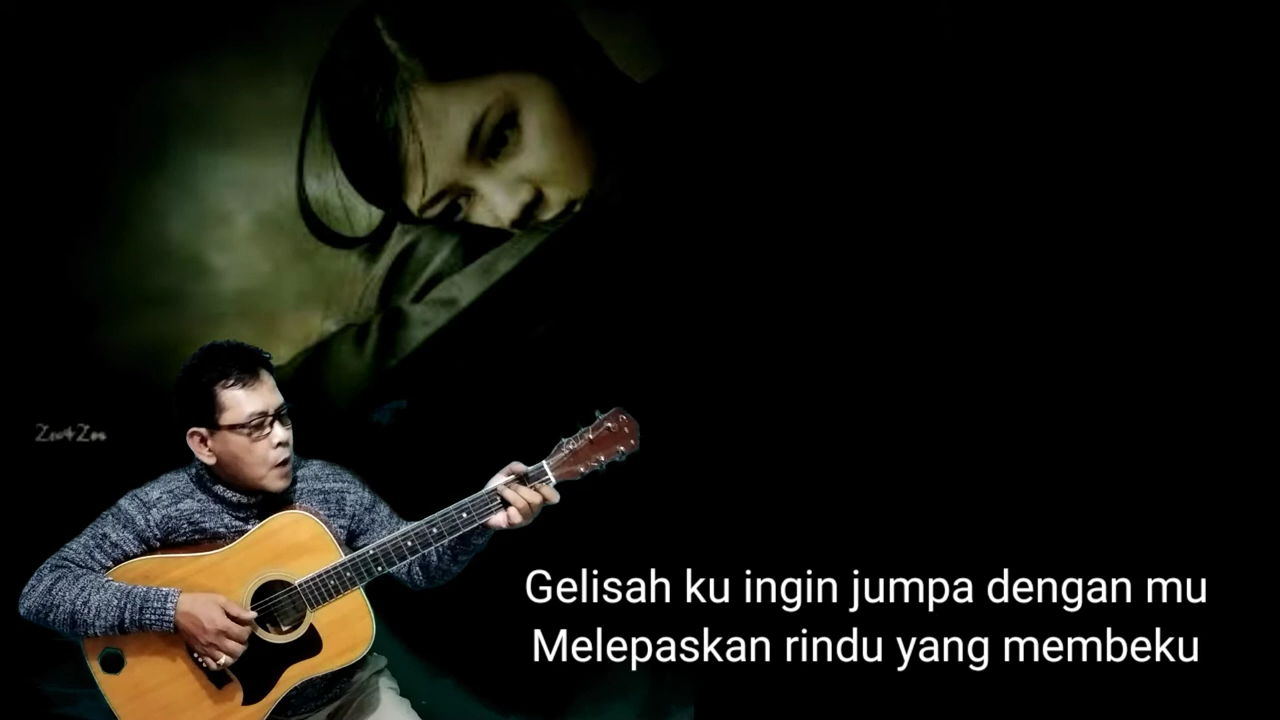 Gelisah ku ingin jumpa dengan mu
Melepaskan rindu yang membeku